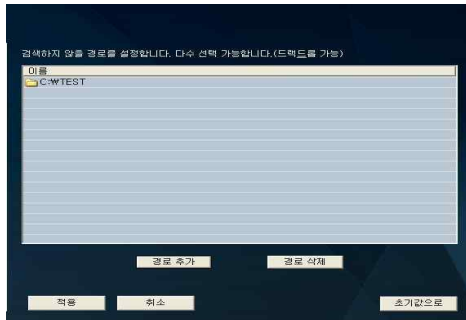 검색하지 않을 경로를 설정합니다. 다수 선택 가능합니다.(드랙드롭 가능)
이름
C:₩TEST
경로 추가
경로 삭제
적용
취소
초기값으로